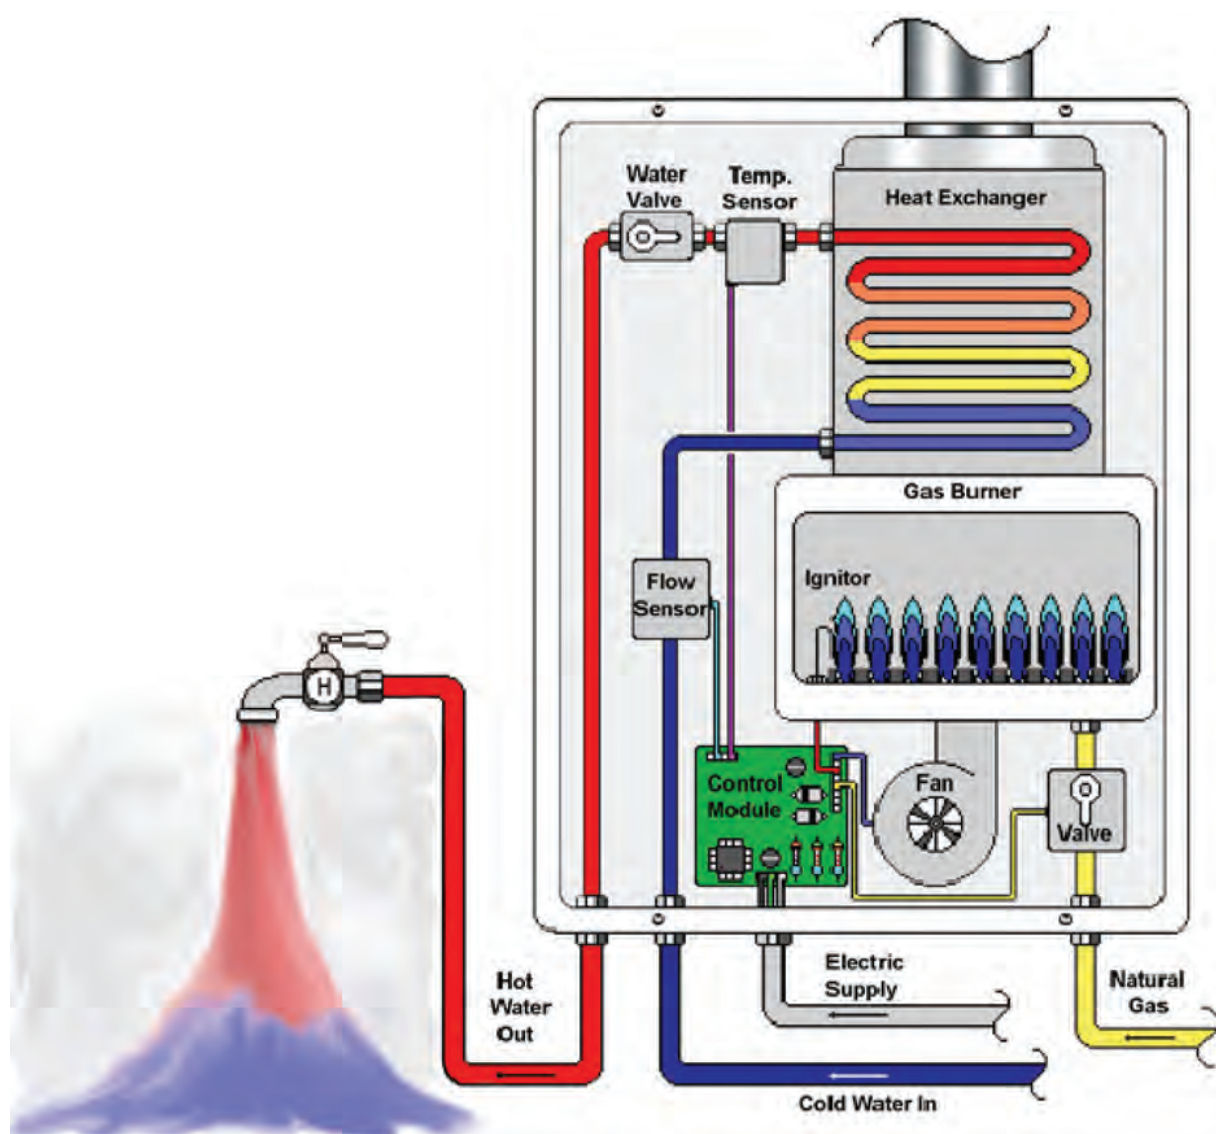 Water
Valve
Temp.
Sensor
Heat Exchanger
Gas Burner
Ignitor
Flow
Sensor
H
Control
Module
Fan
Valve
Electric
Supply
Natural
Gas
Hot
Water
Out
Cold Water In